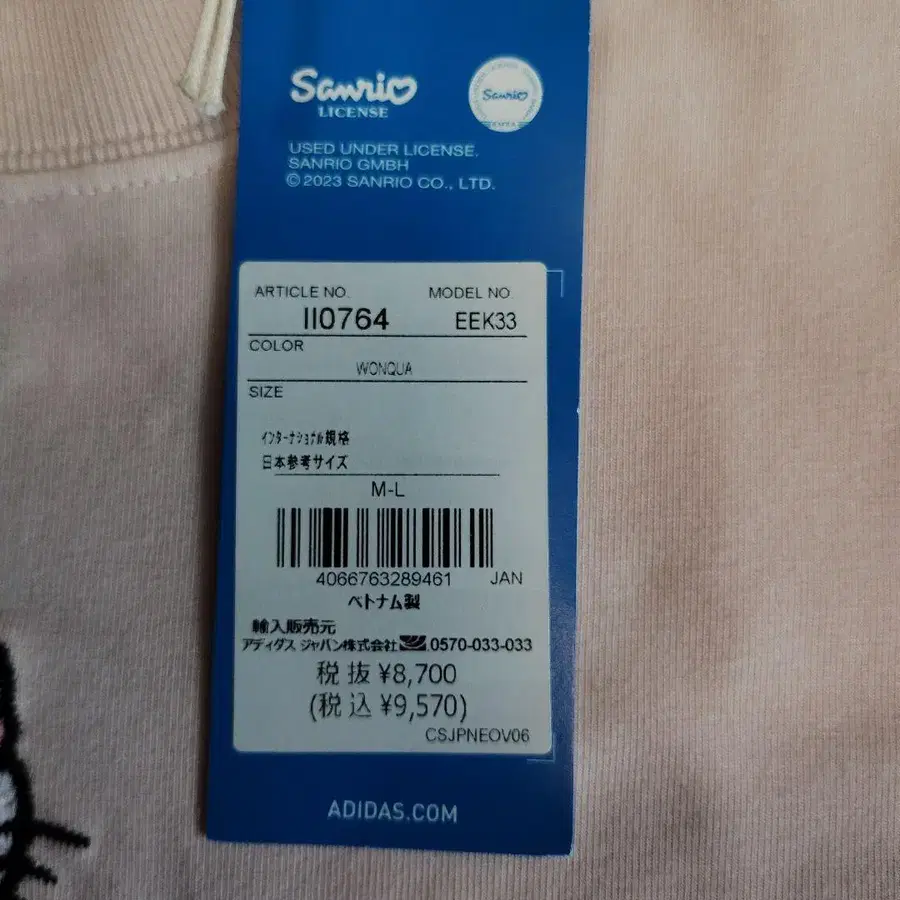 Sanrio
LICENSE
Sanrio
USED UNDER LICENSE.
SANRIO GMBH
© 2023 SANRIO CO., LTD.
ARTICLE NO.
MODEL NO.
II0764
EEK33
COLOR
WONQUA
SIZE
インターナショナル規格
日本参考サイズ
M-L
4066763289461 JAN
ベトナム製
輸入販売元
アディダス ジャパン株式会社 0570-033-033
税抜 ¥8,700
(税込 ¥9,570)
CSJPNEOV06
ADIDAS.COM